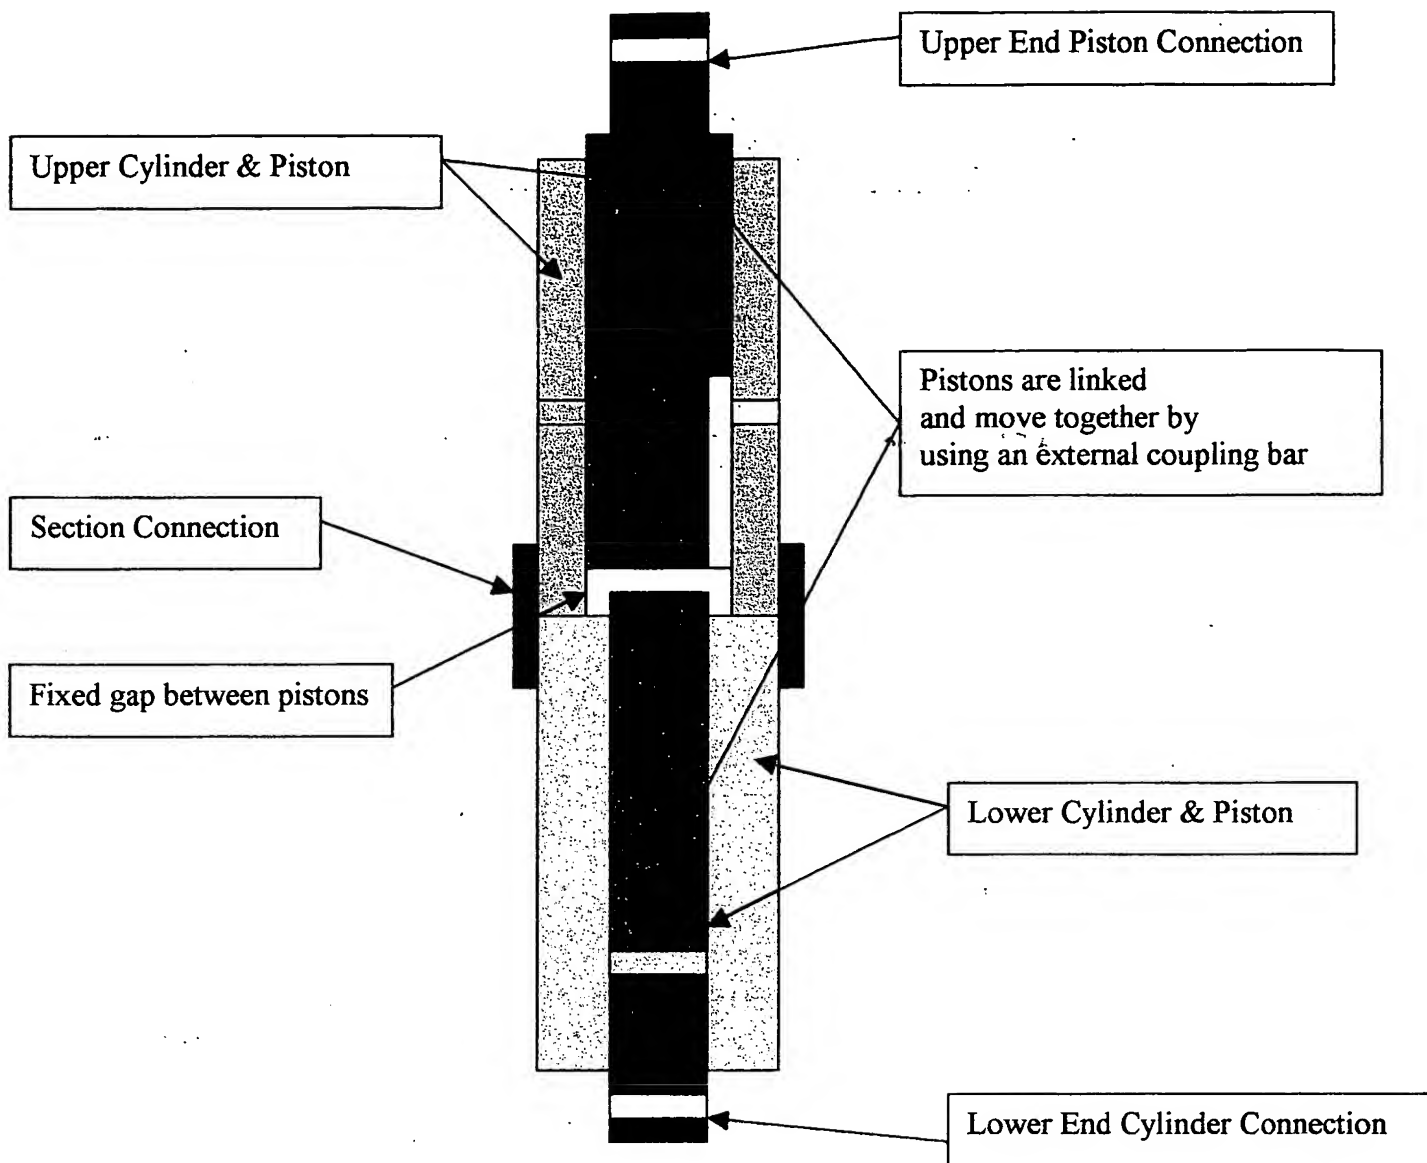 Upper End Piston Connection
Upper Cylinder & Piston
Pistons are linked
and move together by
using an external coupling bar
Section Connection
Fixed gap between pistons
Lower Cylinder & Piston
Lower End Cylinder Connection